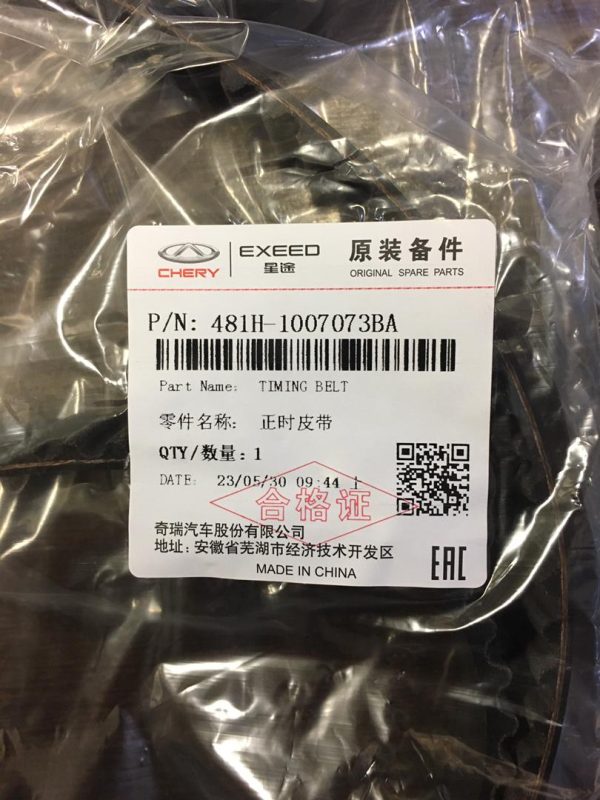 CHERY
EXEED
星途
原装备件
ORIGINAL SPARE PARTS
P/N: 481H-1007073BA
Part Name: TIMING BELT
零件名称: 正时皮带
QTY/数量: 1
DATE: 23/05/30 09:44 1
合格证
奇瑞汽车股份有限公司
地址: 安徽省芜湖市经济技术开发区
MADE IN CHINA
EAC